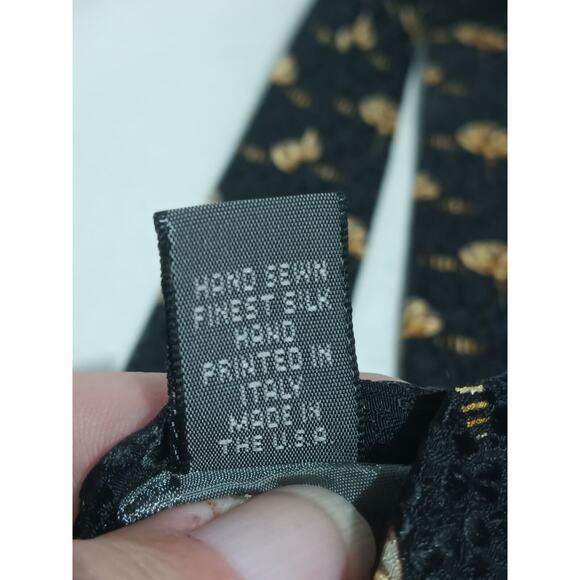 HAND SEWN
FINEST SILK
HAND
PRINTED IN
ITALY
MADE IN
THE U.S.A